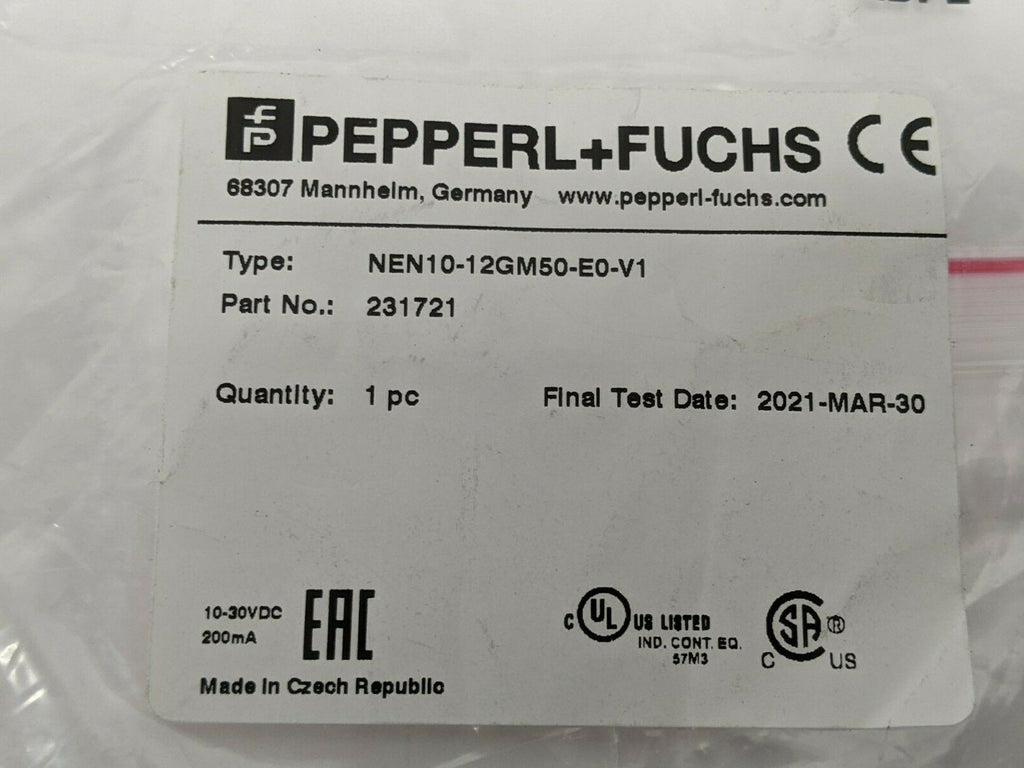 PEPPERL+FUCHS CE
68307 Mannheim, Germany www.pepperl-fuchs.com
Type: NEN10-12GM50-E0-V1
Part No.: 231721
Quantity: 1 pc Final Test Date: 2021-MAR-30
10-30VDC
200mA
EAC
Made in Czech Republic
C UL US LISTED
IND. CONT. EQ.
57M3
SA ®
C US